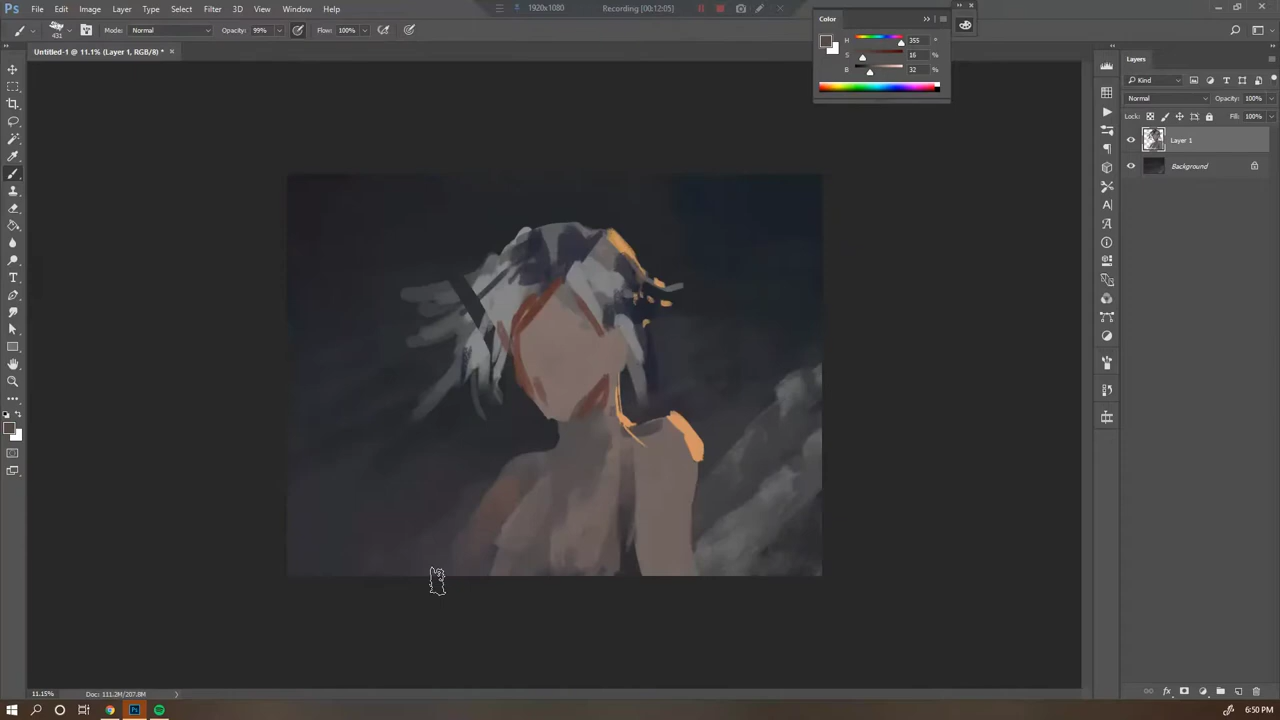 Ps File Edit Image Layer Type Select Filter 3D View Window Help
1920x1080 Recording [00:12:05]
431 Mode: Normal Opacity: 99% Flow: 100%
Untitled-1 @ 11.1% (Layer 1, RGB/8) * ×
Color
H 355 °
S 16 %
B 32 %
Layers
Kind
Normal Opacity: 100%
Lock: Fill: 100%
Layer 1
Background
11.15% Doc: 111.2M/207.8M
Ps 6:50 PM